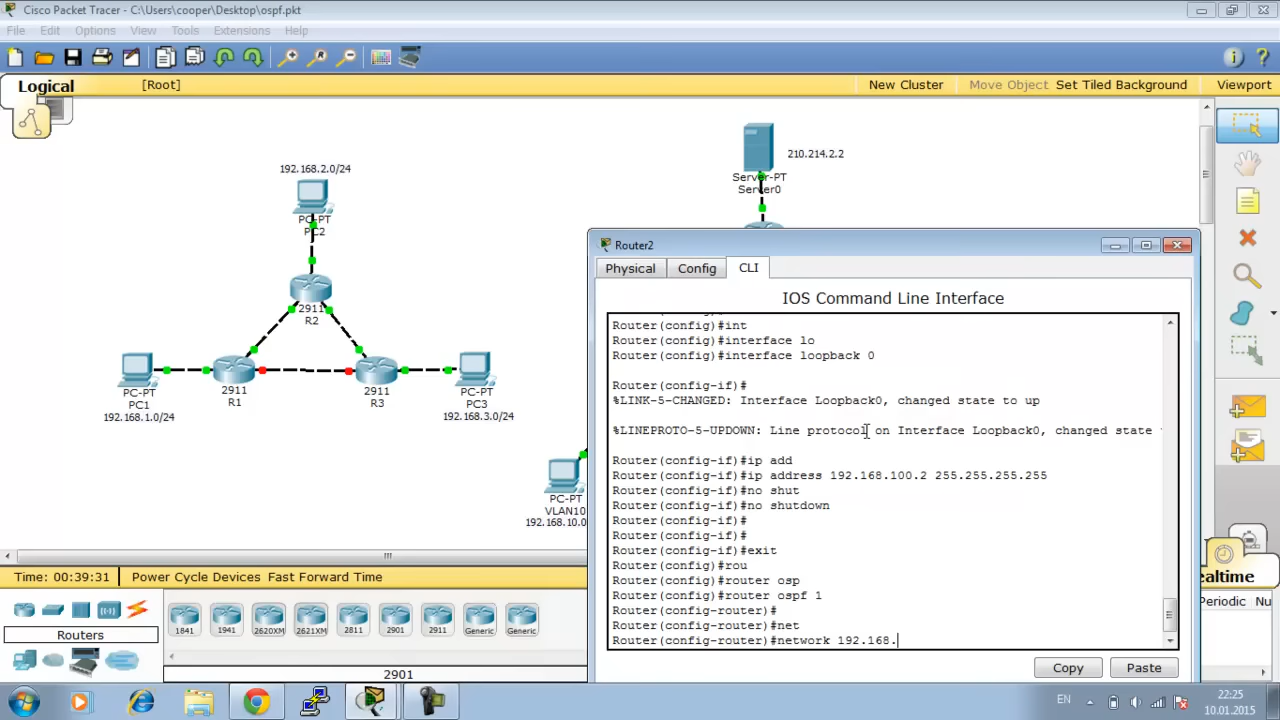 Cisco Packet Tracer - C:\Users\cooper\Desktop\ospf.pkt
File Edit Options View Tools Extensions Help
Logical [Root] New Cluster Move Object Set Tiled Background Viewport
192.168.2.0/24
PC-PT
PC2
2911
R2
PC-PT
PC1
192.168.1.0/24
2911
R1
2911
R3
PC-PT
PC3
192.168.3.0/24
210.214.2.2
Server-PT
Server0
PC-PT
VLAN10
192.168.10.0
Router2
Physical Config CLI
IOS Command Line Interface
Router(config)#int
Router(config)#interface lo
Router(config)#interface loopback 0
Router(config-if)#
%LINK-5-CHANGED: Interface Loopback0, changed state to up
%LINEPROTO-5-UPDOWN: Line protocol on Interface Loopback0, changed state
Router(config-if)#ip add
Router(config-if)#ip address 192.168.100.2 255.255.255.255
Router(config-if)#no shut
Router(config-if)#no shutdown
Router(config-if)#
Router(config-if)#
Router(config-if)#exit
Router(config)#rou
Router(config)#router osp
Router(config)#router ospf 1
Router(config-router)#
Router(config-router)#net
Router(config-router)#network 192.168.
Copy Paste
Time: 00:39:31 Power Cycle Devices Fast Forward Time
ealtime
Routers
1841 1941 2620XM 2621XM 2811 2901 2911 Generic Generic
2901
Periodic Nu
EN
22:25
10.01.2015